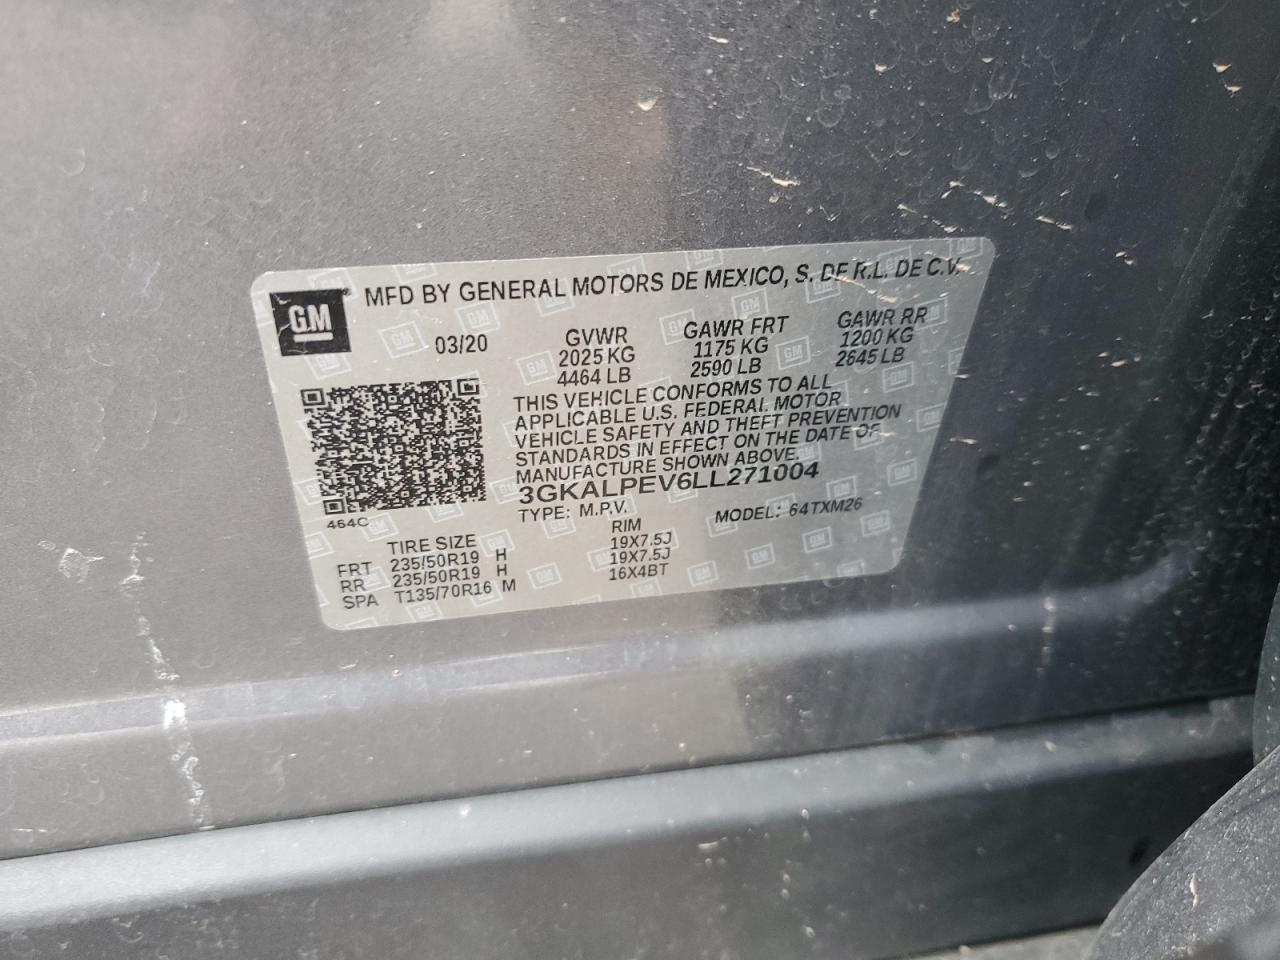 MFD BY GENERAL MOTORS DE MEXICO, S. DE R.L. DE C.V.
GM
03/20
GVWR GAWR FRT GAWR RR
2025 KG 1175 KG 1200 KG
4464 LB 2590 LB 2645 LB
THIS VEHICLE CONFORMS TO ALL
APPLICABLE U.S. FEDERAL MOTOR
VEHICLE SAFETY AND THEFT PREVENTION
STANDARDS IN EFFECT ON THE DATE OF
MANUFACTURE SHOWN ABOVE.
3GKALPEV6LL271004
TYPE: M.P.V. MODEL: 64TXM26
464C
TIRE SIZE RIM
FRT 235/50R19 H 19X7.5J
RR 235/50R19 H 19X7.5J
SPA T135/70R16 M 16X4BT